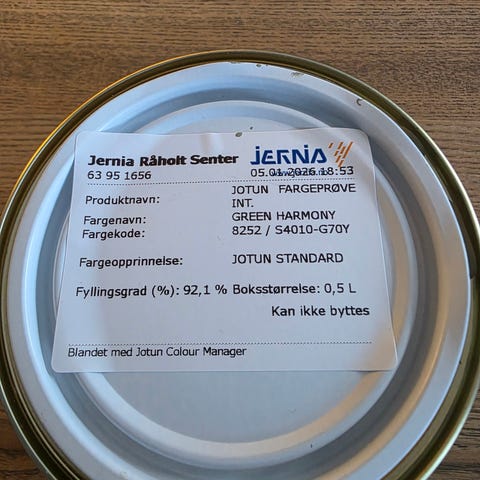 Jernia Råholt Senter JERNIA
63 95 1656 05.01.2026 18:53
Produktnavn: JOTUN FARGEPRØVE
INT.
Fargenavn: GREEN HARMONY
Fargekode: 8252 / S4010-G70Y
Fargeopprinnelse: JOTUN STANDARD
Fyllingsgrad (%): 92,1 % Boksstørrelse: 0,5 L
Kan ikke byttes
Blandet med Jotun Colour Manager